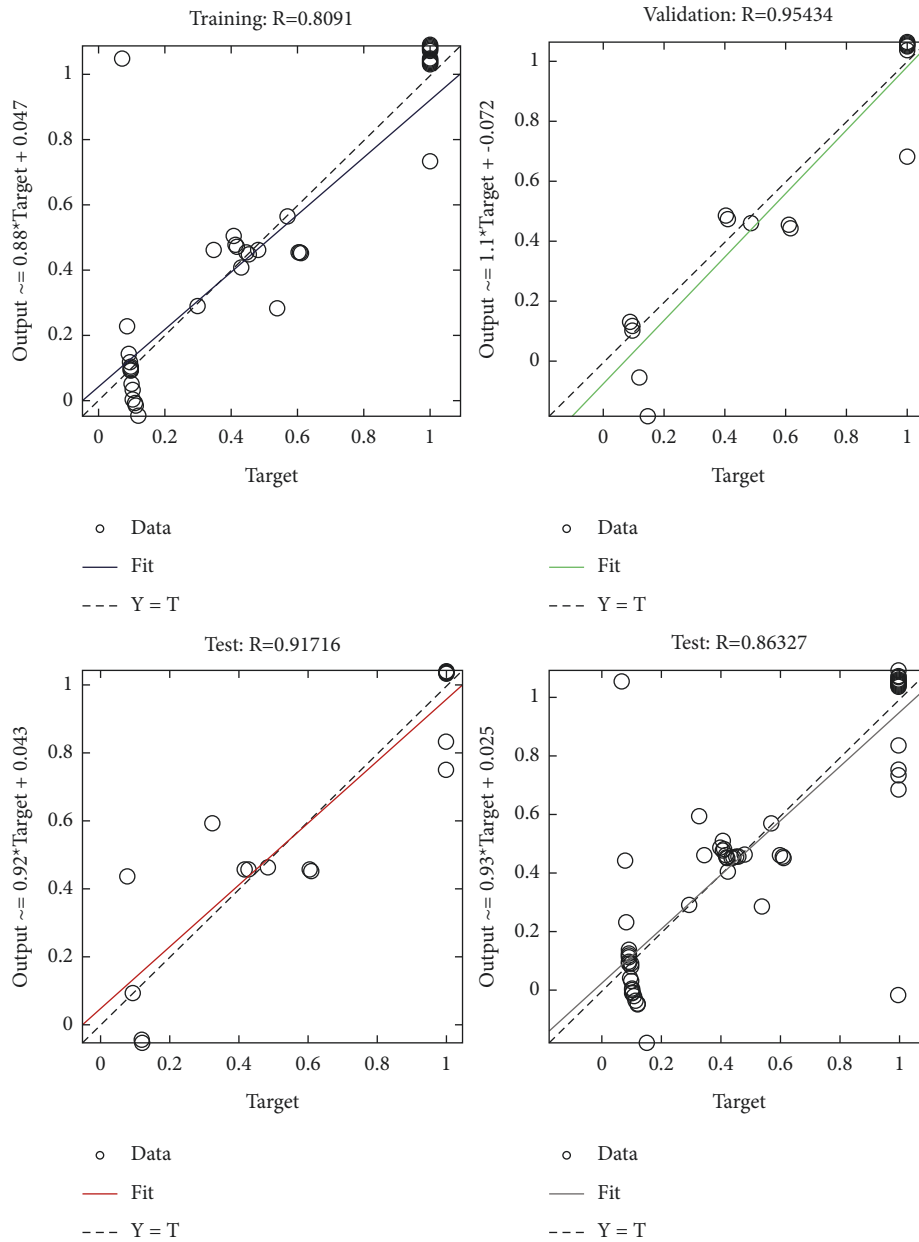 Training: R=0.8091
Output ~= 0.88*Target + 0.047
1
0.8
0.6
0.4
0.2
0
0 0.2 0.4 0.6 0.8 1
Target
Data
Fit
Y = T
Validation: R=0.95434
Output ~= 1.1*Target + -0.072
1
0.8
0.6
0.4
0.2
0
0 0.2 0.4 0.6 0.8 1
Target
Data
Fit
Y = T
Test: R=0.91716
Output ~= 0.92*Target + 0.043
1
0.8
0.6
0.4
0.2
0
0 0.2 0.4 0.6 0.8 1
Target
Data
Fit
Y = T
Test: R=0.86327
Output ~= 0.93*Target + 0.025
1
0.8
0.6
0.4
0.2
0
0 0.2 0.4 0.6 0.8 1
Target
Data
Fit
Y = T